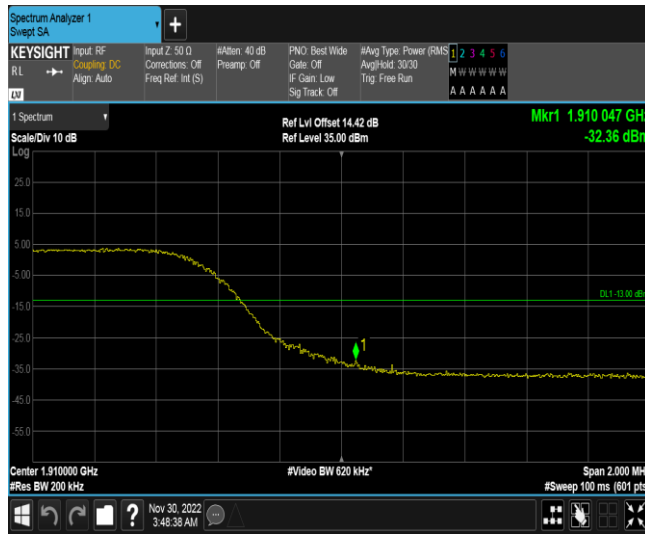 Spectrum Analyzer 1
Swept SA
+
KEYSIGHT Input: RF Input Z: 50 Ω #Atten: 40 dB PNO: Best Wide #Avg Type: Power (RMS 1 2 3 4 5 6
RL Coupling: DC Corrections: Off Preamp: Off Gate: Off Avg|Hold: 30/30 M W W W W W
Align: Auto Freq Ref: Int (S) IF Gain: Low Trig: Free Run
Sig Track: Off A A A A A A
LXI
1 Spectrum Ref Lvl Offset 14.42 dB Mkr1 1.910 047 GH
Scale/Div 10 dB Ref Level 35.00 dBm -32.36 dBm
Log
25.0
15.0
5.00
-5.00
DL1 -13.00 dB
-15.0
-25.0
1
-35.0
-45.0
-55.0
Center 1.910000 GHz #Video BW 620 kHz* Span 2.000 MH
#Res BW 200 kHz #Sweep 100 ms (601 pts
? Nov 30, 2022
3:48:38 AM